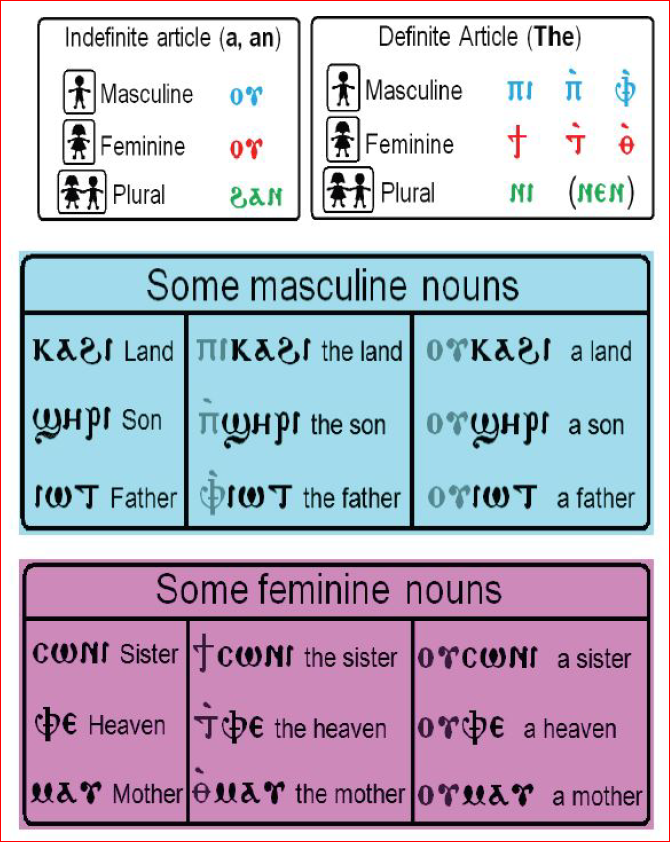 Indefinite article (a, an)
Masculine ⲟⲩ
Feminine ⲟⲩ
Plural ϩⲁⲛ
Definite Article (The)
Masculine ⲡⲓ ⲡ̀ ⲫ̀
Feminine ϯ ⲧ̀ ⲑ̀
Plural ⲛⲓ (ⲛⲉⲛ)
Some masculine nouns
ⲕⲁϩⲓ Land ⲡⲓⲕⲁϩⲓ the land ⲟⲩⲕⲁϩⲓ a land
ϣⲏⲣⲓ Son ⲡ̀ϣⲏⲣⲓ the son ⲟⲩϣⲏⲣⲓ a son
ⲓⲱⲧ Father ⲫ̀ⲓⲱⲧ the father ⲟⲩⲓⲱⲧ a father
Some feminine nouns
ⲥⲱⲛⲓ Sister ϯⲥⲱⲛⲓ the sister ⲟⲩⲥⲱⲛⲓ a sister
ⲫⲉ Heaven ⲧ̀ⲫⲉ the heaven ⲟⲩⲫⲉ a heaven
ⲙⲁⲩ Mother ⲑ̀ⲙⲁⲩ the mother ⲟⲩⲙⲁⲩ a mother